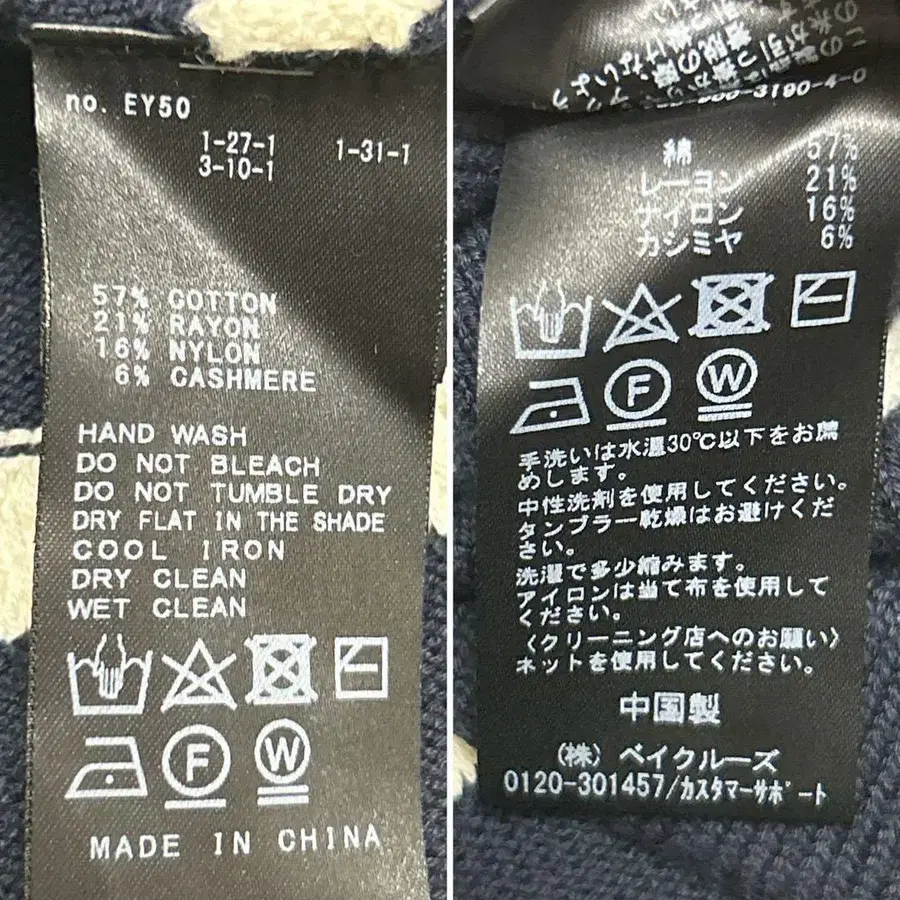 no. EY50
1-27-1 1-31-1
3-10-1
57% COTTON
21% RAYON
16% NYLON
6% CASHMERE
HAND WASH
DO NOT BLEACH
DO NOT TUMBLE DRY
DRY FLAT IN THE SHADE
COOL IRON
DRY CLEAN
WET CLEAN
F W
MADE IN CHINA
3190-4-0
綿 57%
レーヨン 21%
ナイロン 16%
カシミヤ 6%
F W
手洗いは水温30℃以下をお薦
めします。
中性洗剤を使用してください。
タンブラー乾燥はお避けくだ
さい。
洗濯で多少縮みます。
アイロンは当て布を使用して
ください。
〈クリーニング店へのお願い〉
ネットを使用してください。
中国製
(株) ベイクルーズ
0120-301457/カスタマーサポート